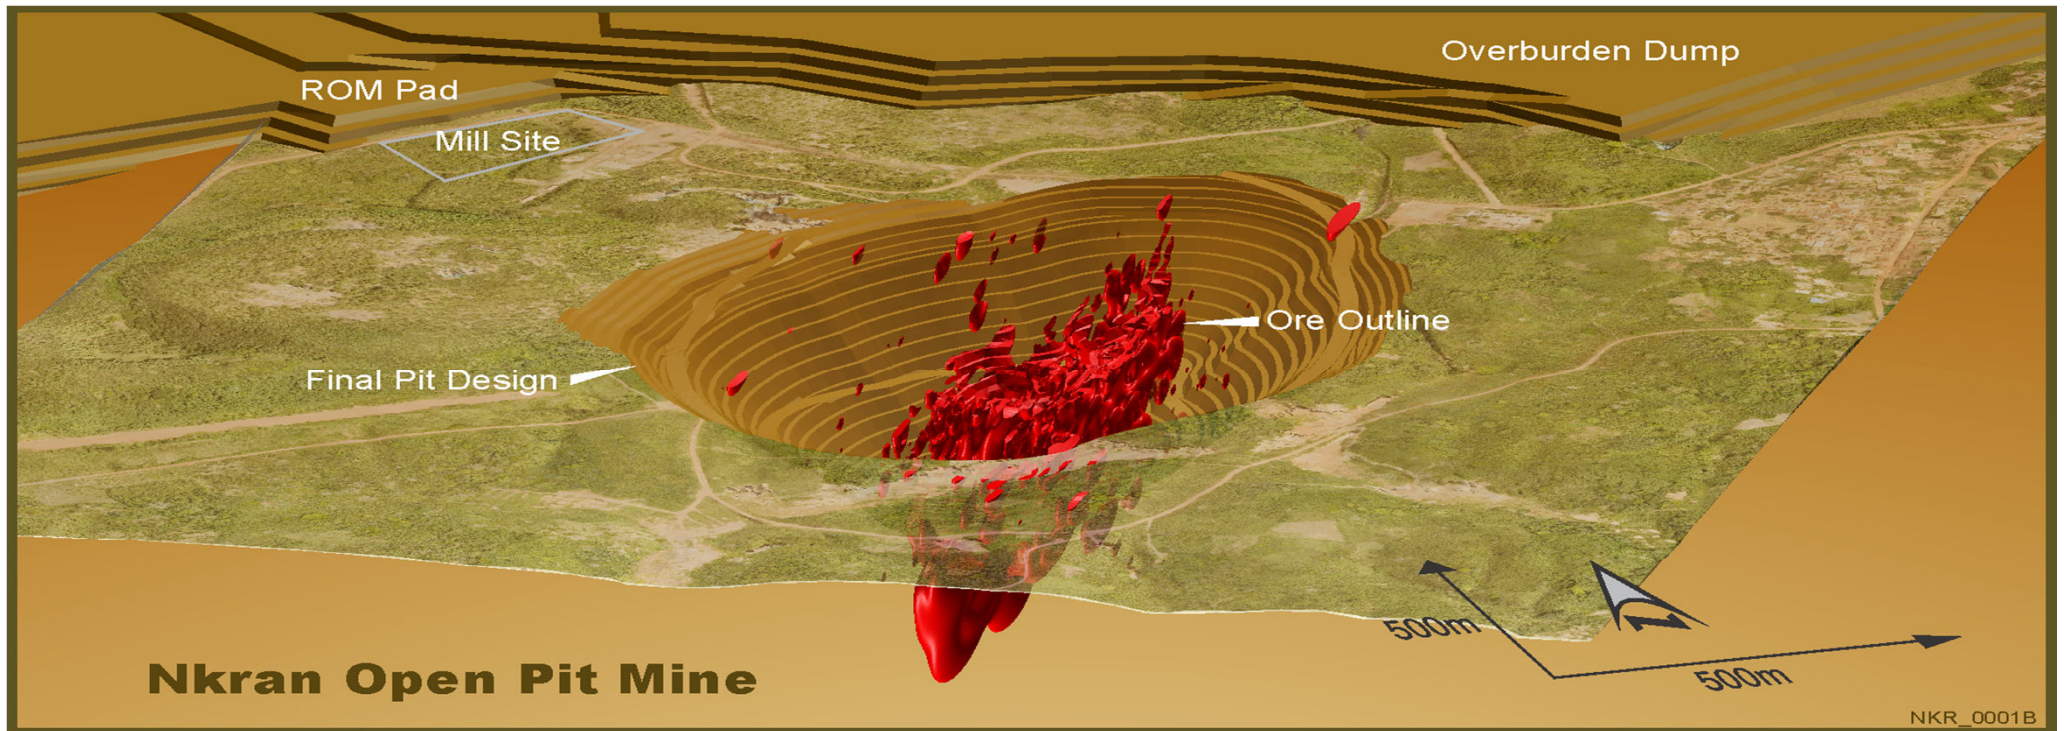 Overburden Dump
ROM Pad
Mill Site
Ore Outline
Final Pit Design
500m
N
500m
Nkran Open Pit Mine
NKR_0001B